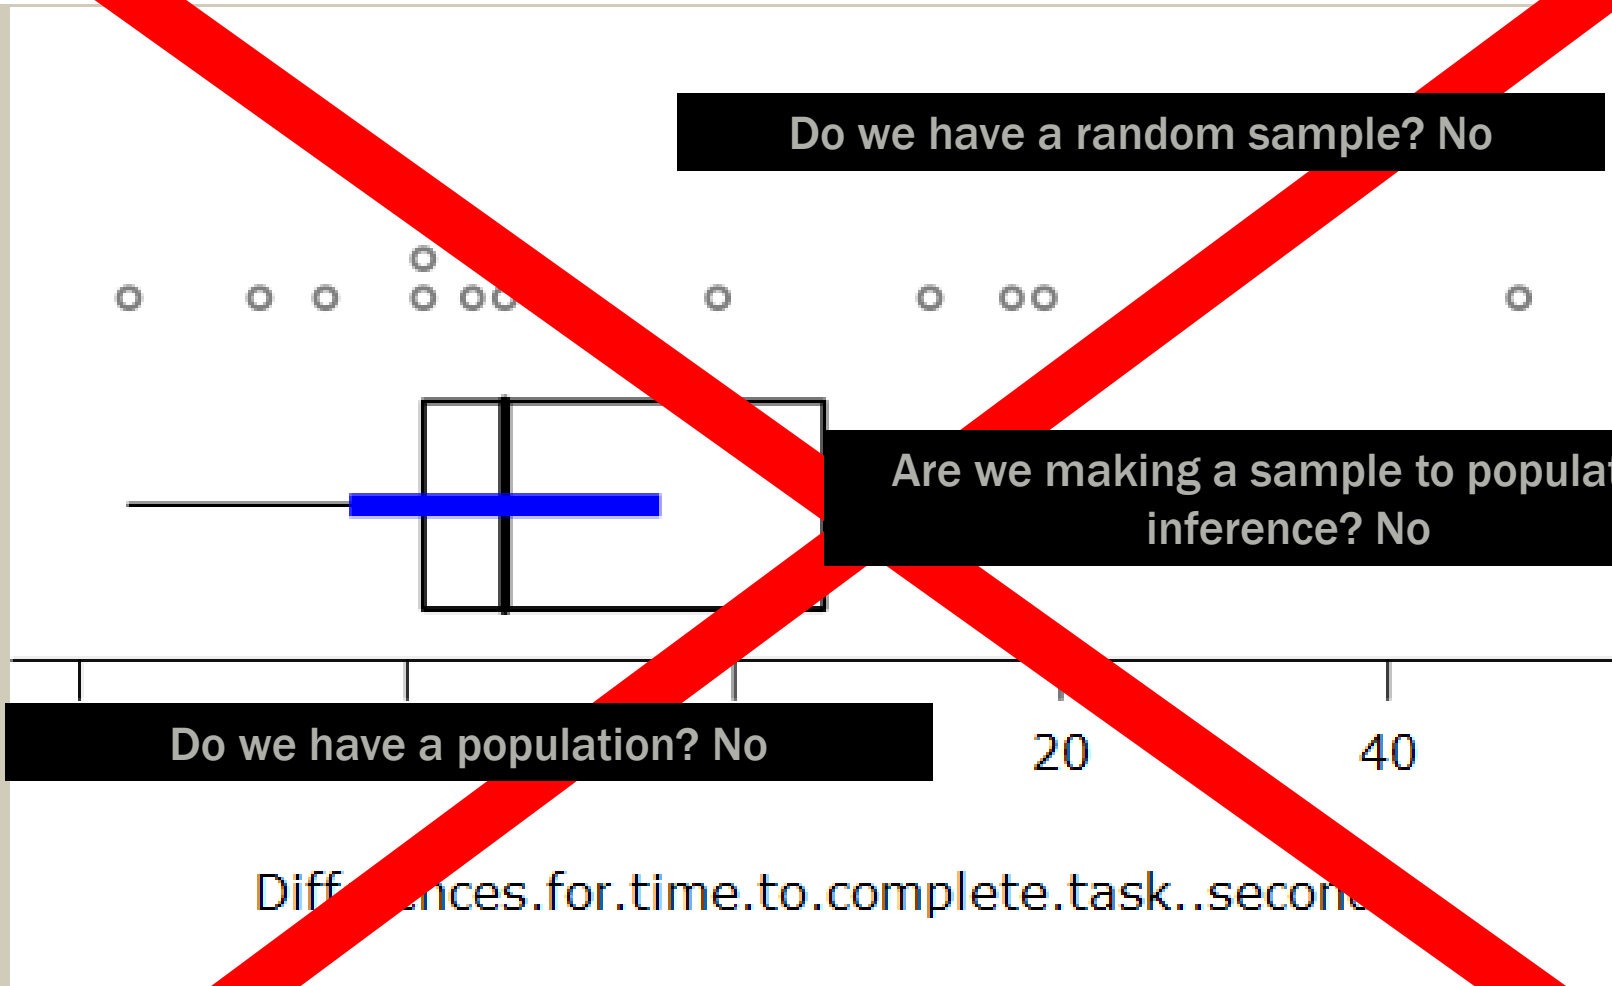 Do we have a random sample? No
Are we making a sample to populat
inference? No
Do we have a population? No
20 40
Diff nces.for.time.to.complete.task..secon